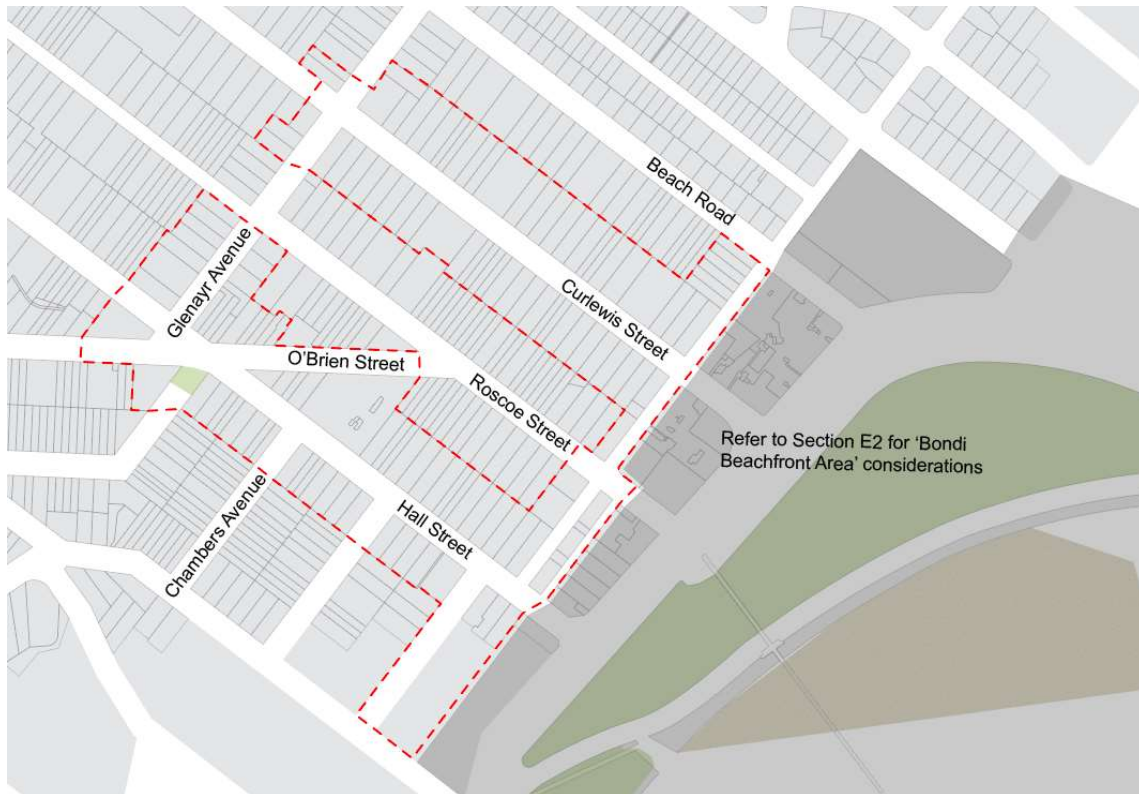 Beach Road
Glenayr Avenue
Curlewis Street
O'Brien Street
Roscoe Street
Refer to Section E2 for ‘Bondi
Beachfront Area’ considerations
Hall Street
Chambers Avenue